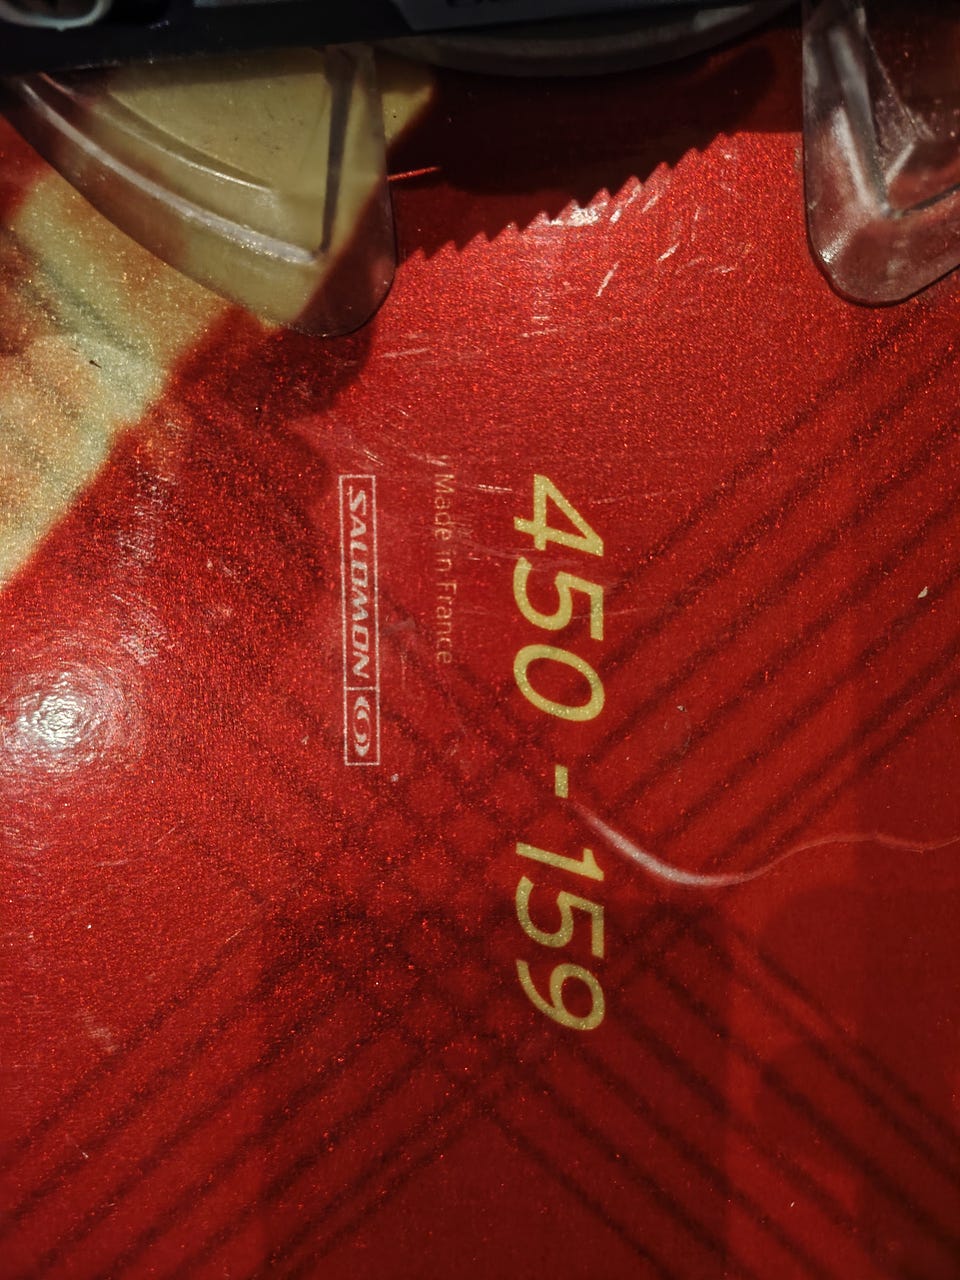 450 - 159
Made in France
SALOMON